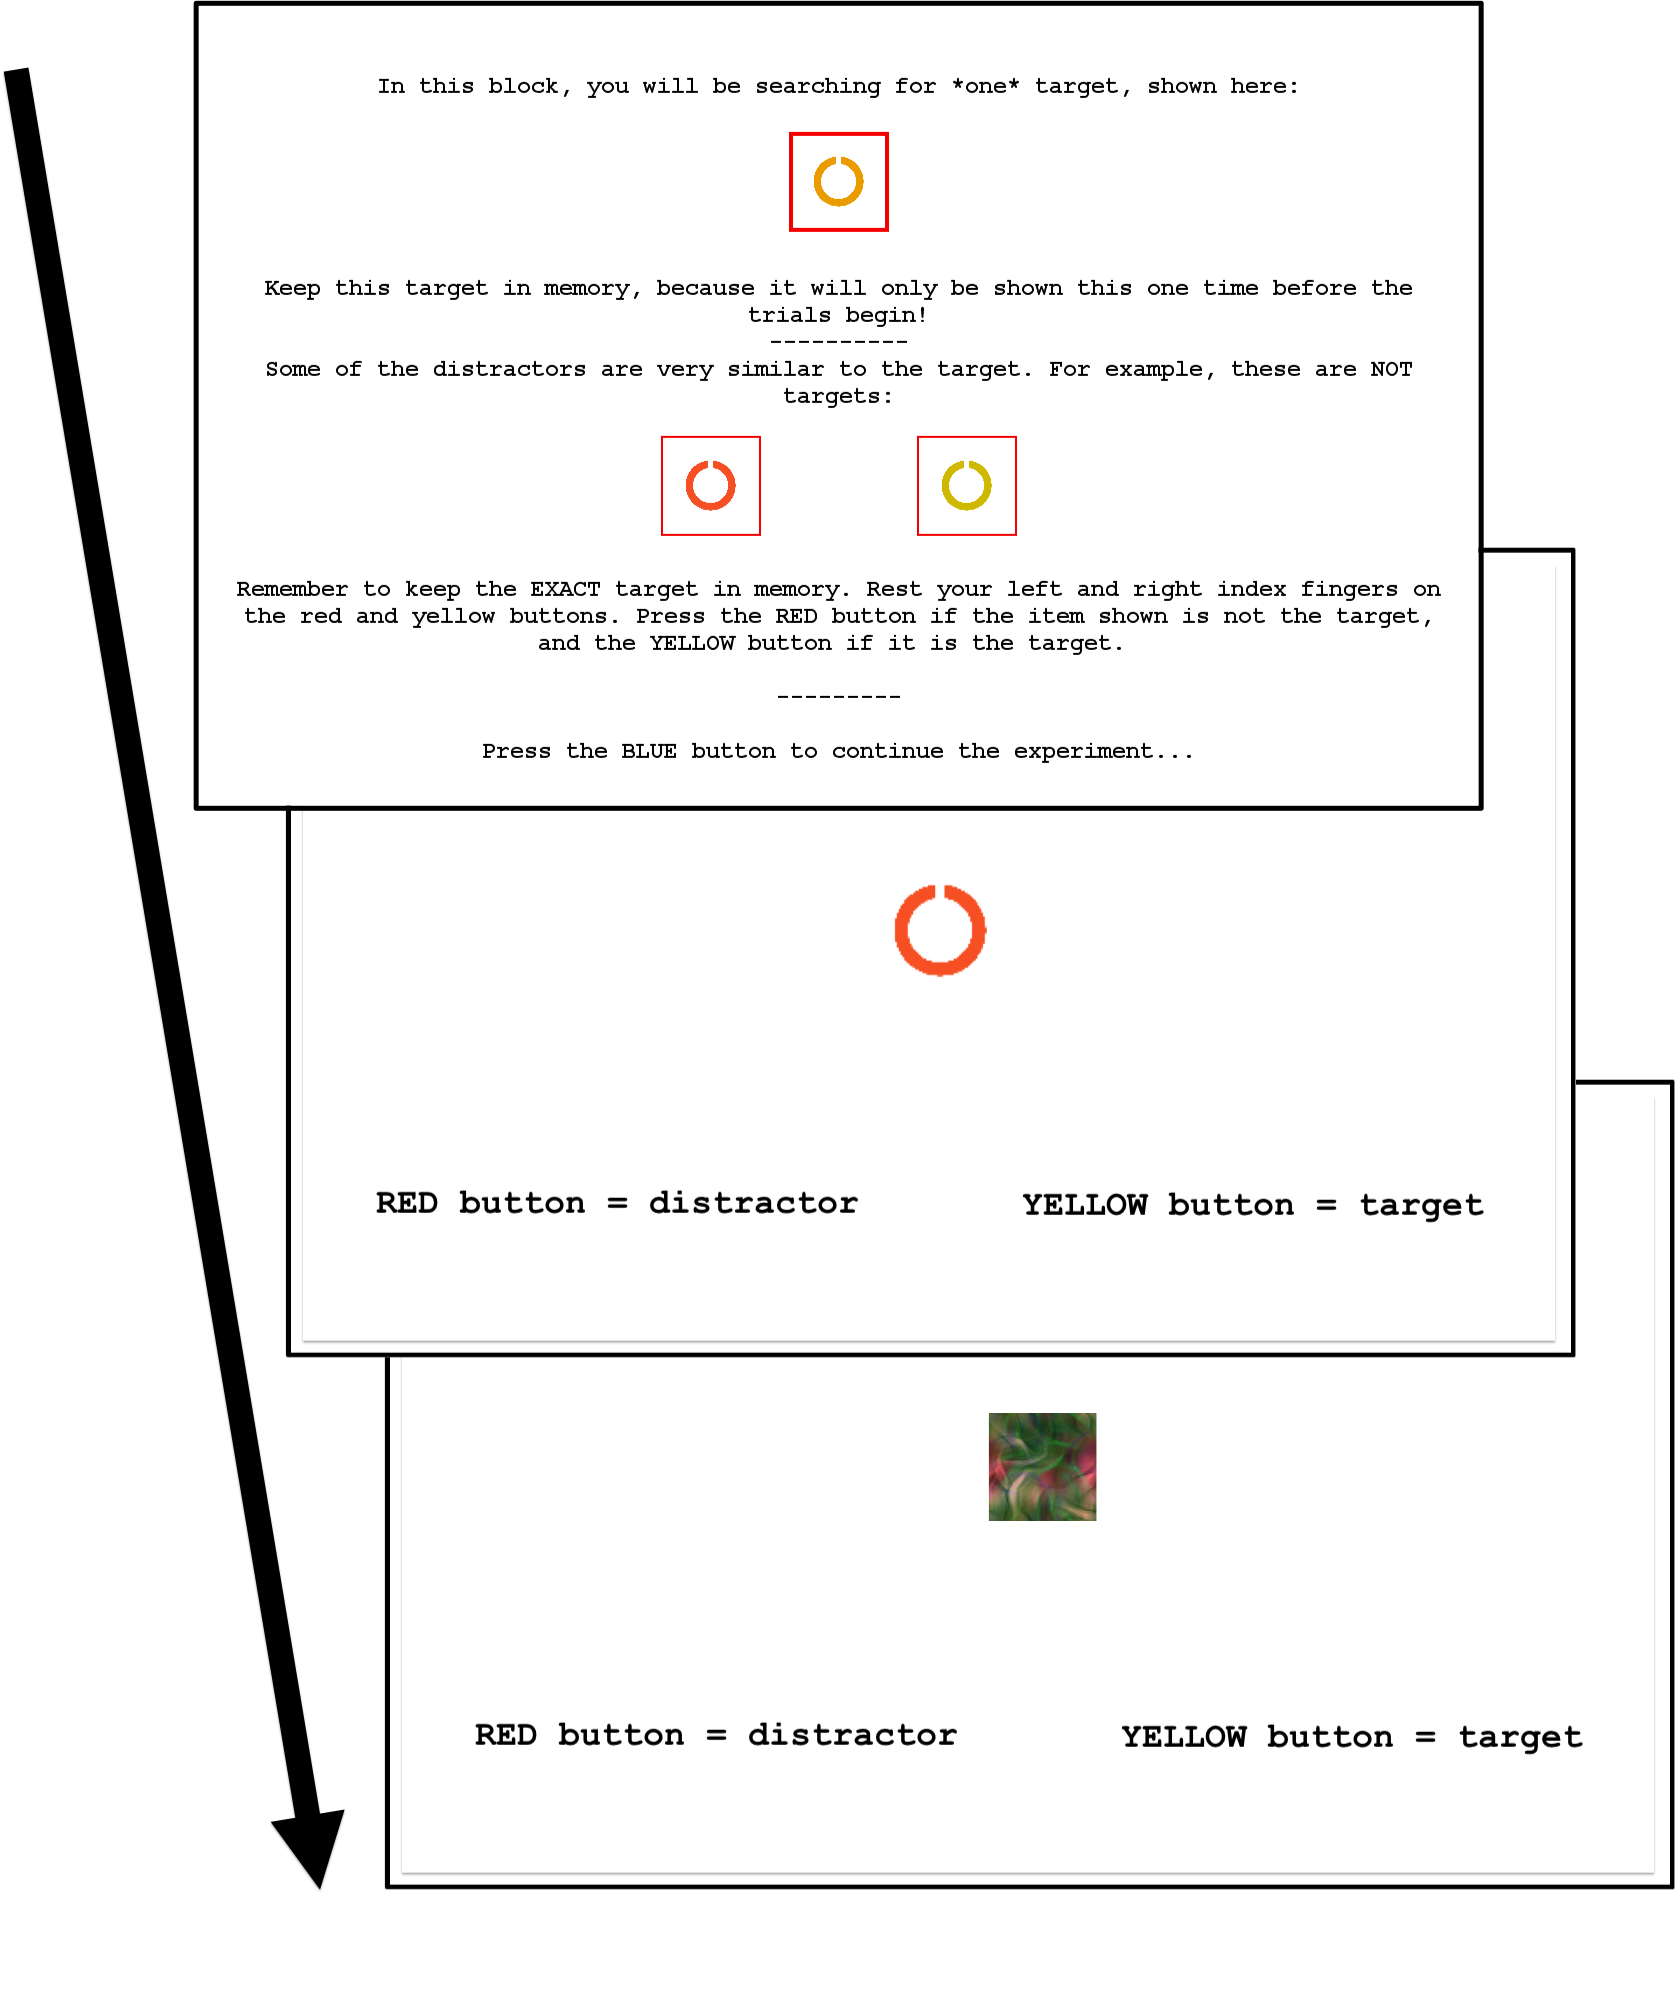 In this block, you will be searching for *one* target, shown here:
Keep this target in memory, because it will only be shown this one time before the
trials begin!
----------
Some of the distractors are very similar to the target. For example, these are NOT
targets:
Remember to keep the EXACT target in memory. Rest your left and right index fingers on
the red and yellow buttons. Press the RED button if the item shown is not the target,
and the YELLOW button if it is the target.
---------
Press the BLUE button to continue the experiment...
RED button = distractor YELLOW button = target
RED button = distractor YELLOW button = target